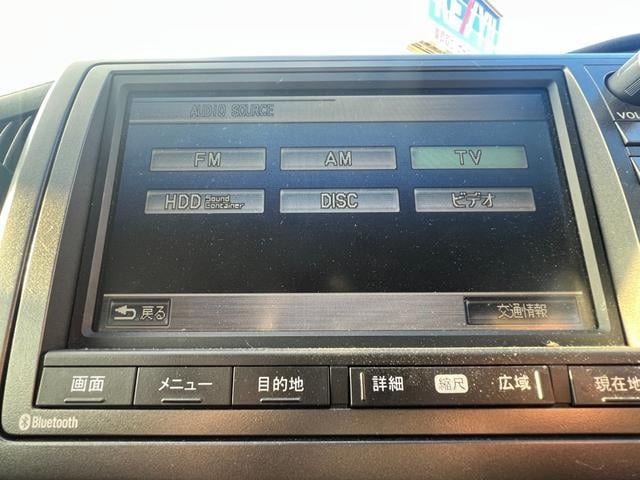 AUDIO SOURCE
FM AM TV
HDD Sound Container DISC ビデオ
戻る 交通情報
VOL
画面 メニュー 目的地 詳細 縮尺 広域 現在地
Bluetooth